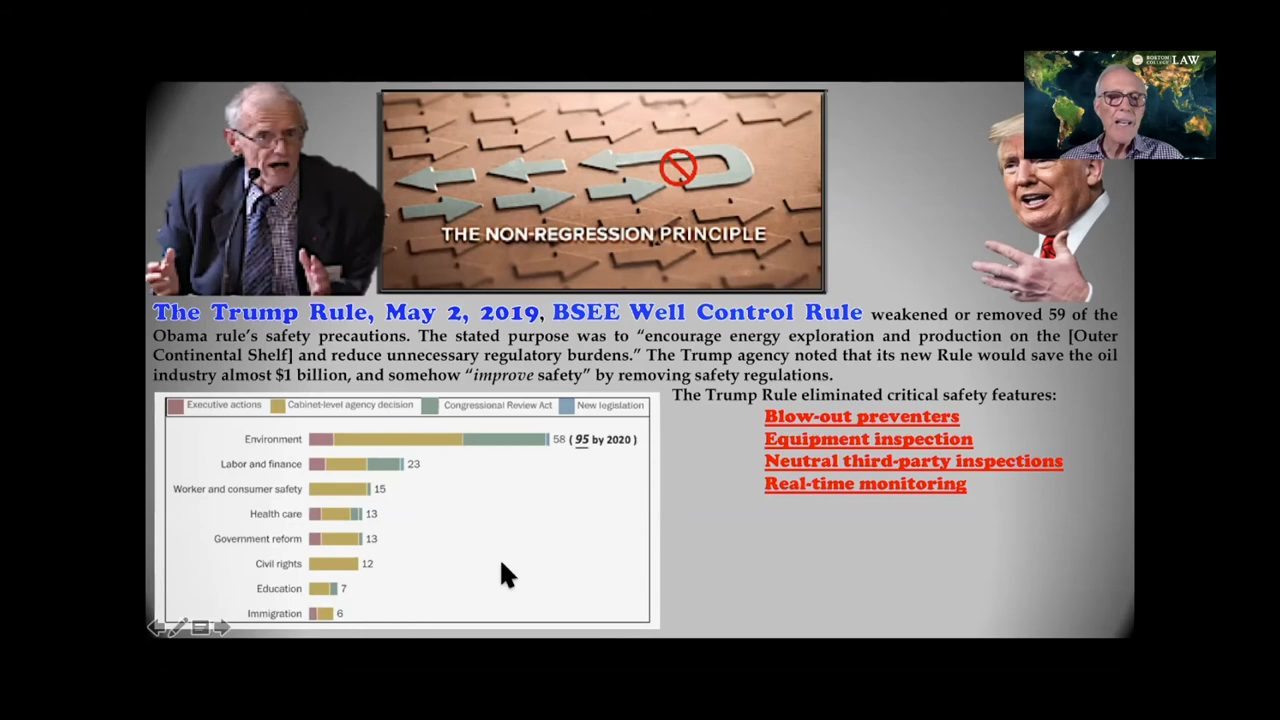 BOSTON COLLEGE LAW
THE NON-REGRESSION PRINCIPLE
The Trump Rule, May 2, 2019, BSEE Well Control Rule weakened or removed 59 of the
Obama rule's safety precautions. The stated purpose was to “encourage energy exploration and production on the [Outer
Continental Shelf] and reduce unnecessary regulatory burdens.” The Trump agency noted that its new Rule would save the oil
industry almost $1 billion, and somehow “improve safety” by removing safety regulations.
The Trump Rule eliminated critical safety features:
Blow-out preventers
Equipment inspection
Neutral third-party inspections
Real-time monitoring
Executive actions Cabinet-level agency decision Congressional Review Act New legislation
Environment 58 ( 95 by 2020 )
Labor and finance 23
Worker and consumer safety 15
Health care 13
Government reform 13
Civil rights 12
Education 7
Immigration 6